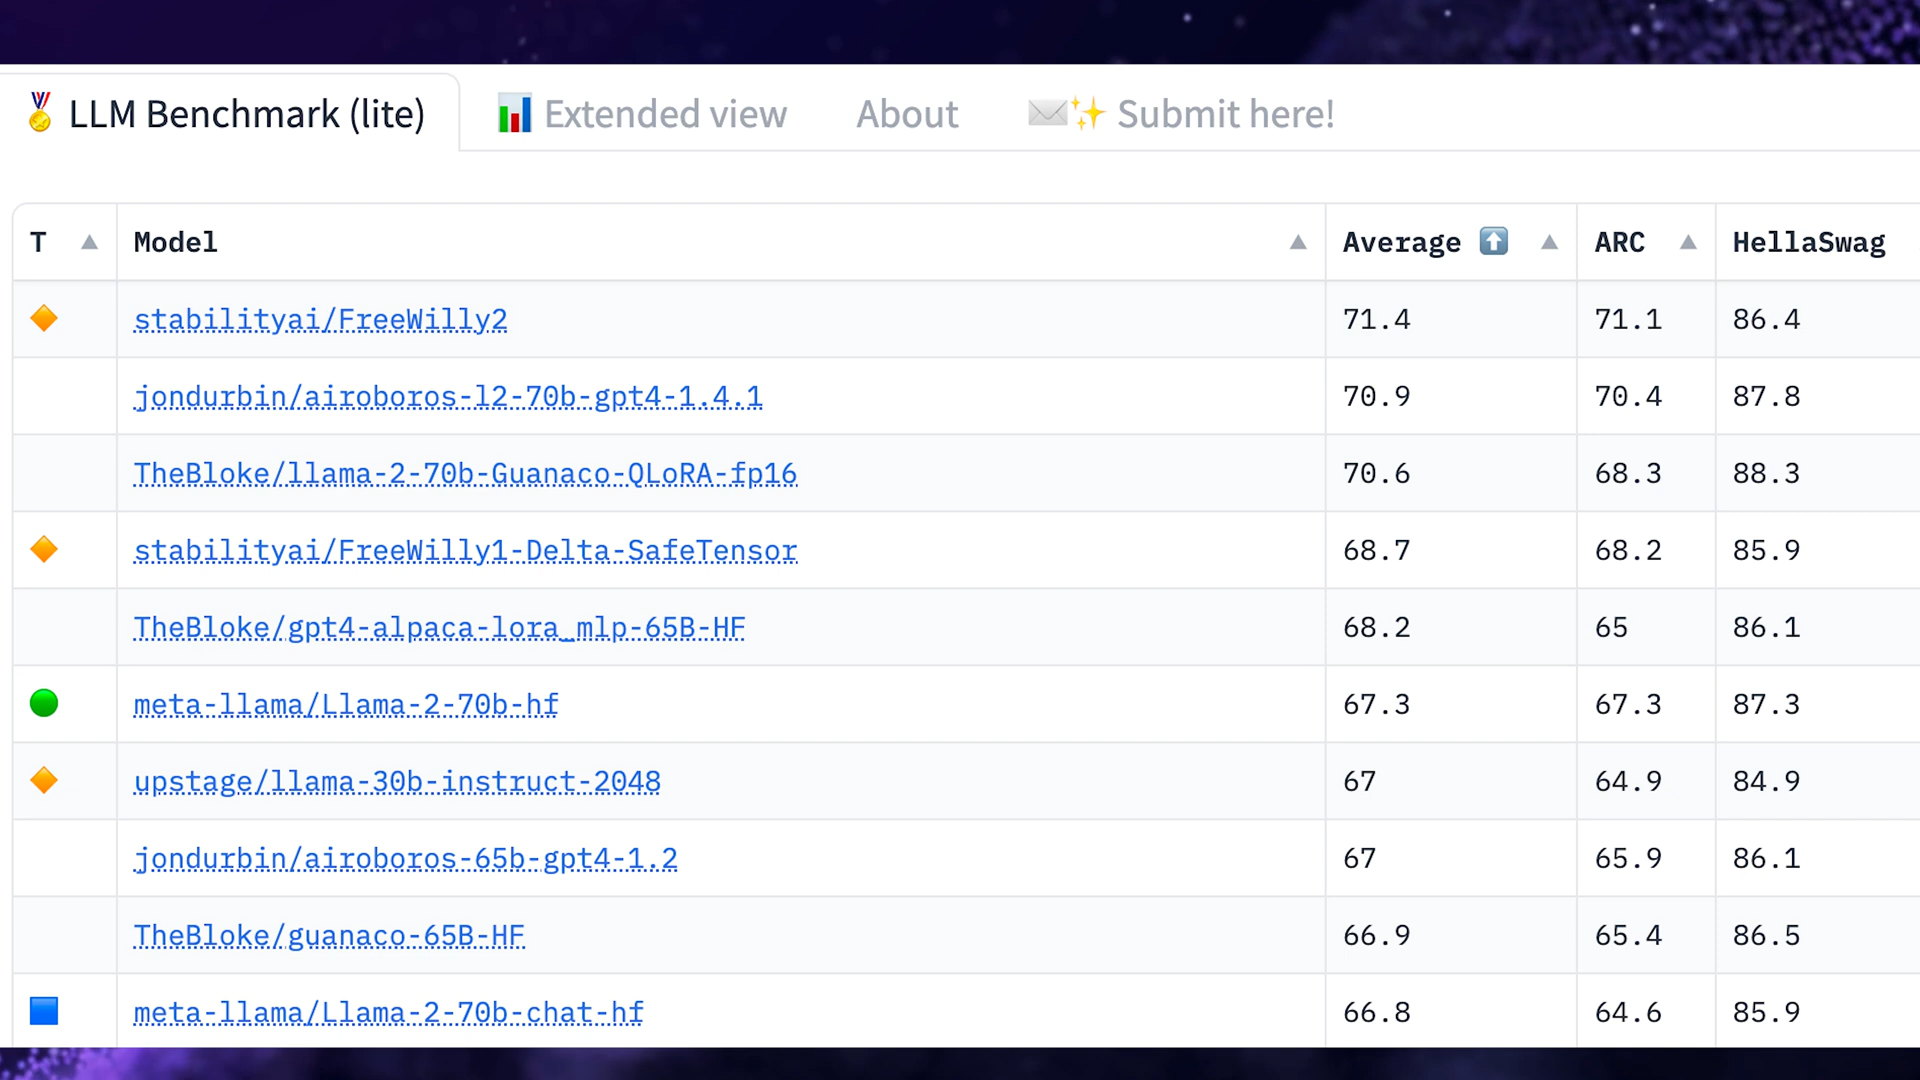 🏅 LLM Benchmark (lite) 📊 Extended view About ✉️✨ Submit here!
T Model Average ⬆️ ARC HellaSwag
🔶 stabilityai/FreeWilly2 71.4 71.1 86.4
jondurbin/airoboros-l2-70b-gpt4-1.4.1 70.9 70.4 87.8
TheBloke/llama-2-70b-Guanaco-QLoRA-fp16 70.6 68.3 88.3
🔶 stabilityai/FreeWilly1-Delta-SafeTensor 68.7 68.2 85.9
TheBloke/gpt4-alpaca-lora_mlp-65B-HF 68.2 65 86.1
🟢 meta-llama/Llama-2-70b-hf 67.3 67.3 87.3
🔶 upstage/llama-30b-instruct-2048 67 64.9 84.9
jondurbin/airoboros-65b-gpt4-1.2 67 65.9 86.1
TheBloke/guanaco-65B-HF 66.9 65.4 86.5
🟦 meta-llama/Llama-2-70b-chat-hf 66.8 64.6 85.9